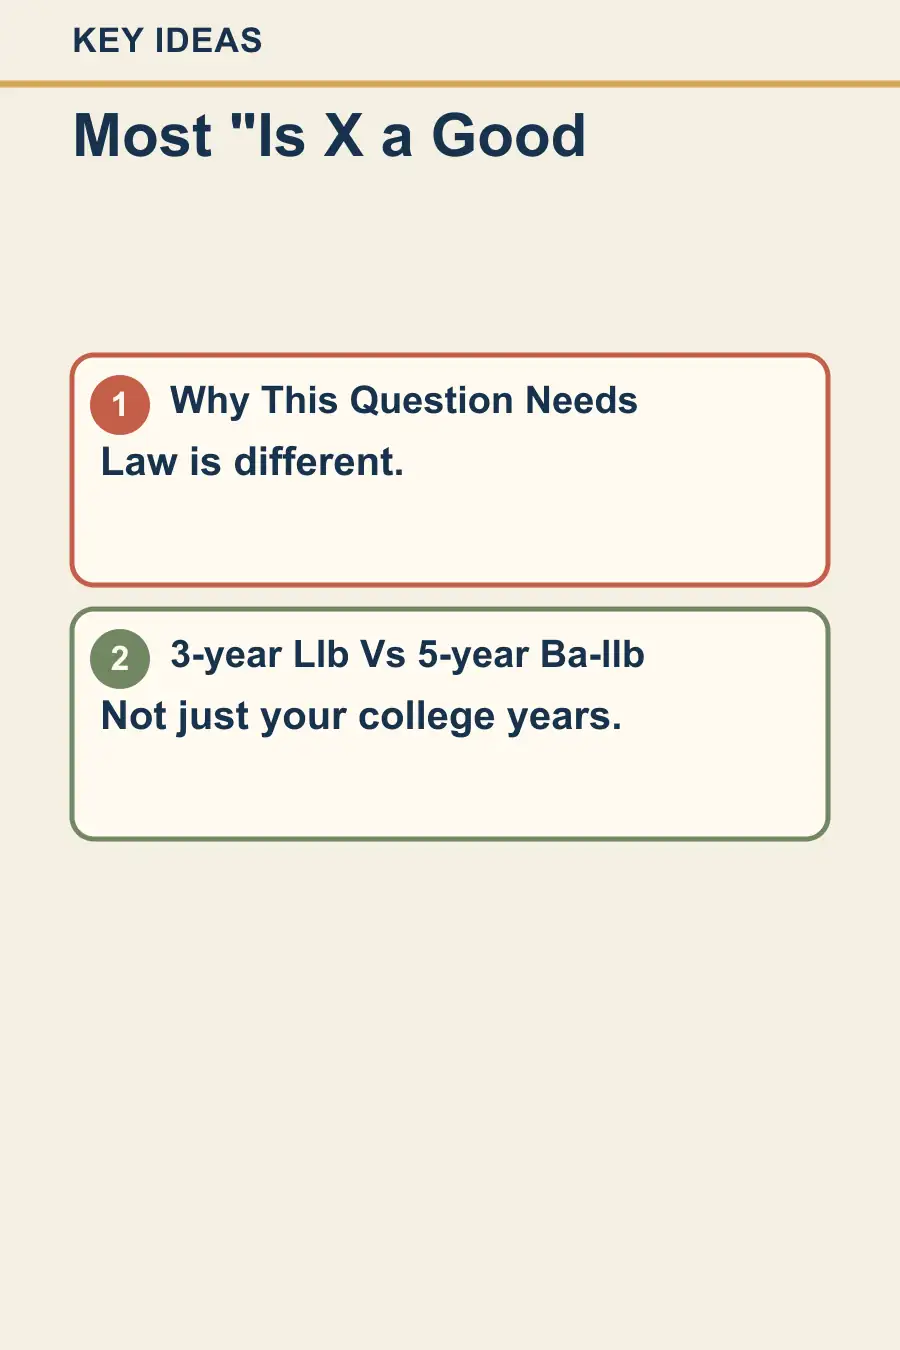 KEY IDEAS
Most "Is X a Good
1 Why This Question Needs
Law is different.
2 3-year Llb Vs 5-year Ba-llb
Not just your college years.